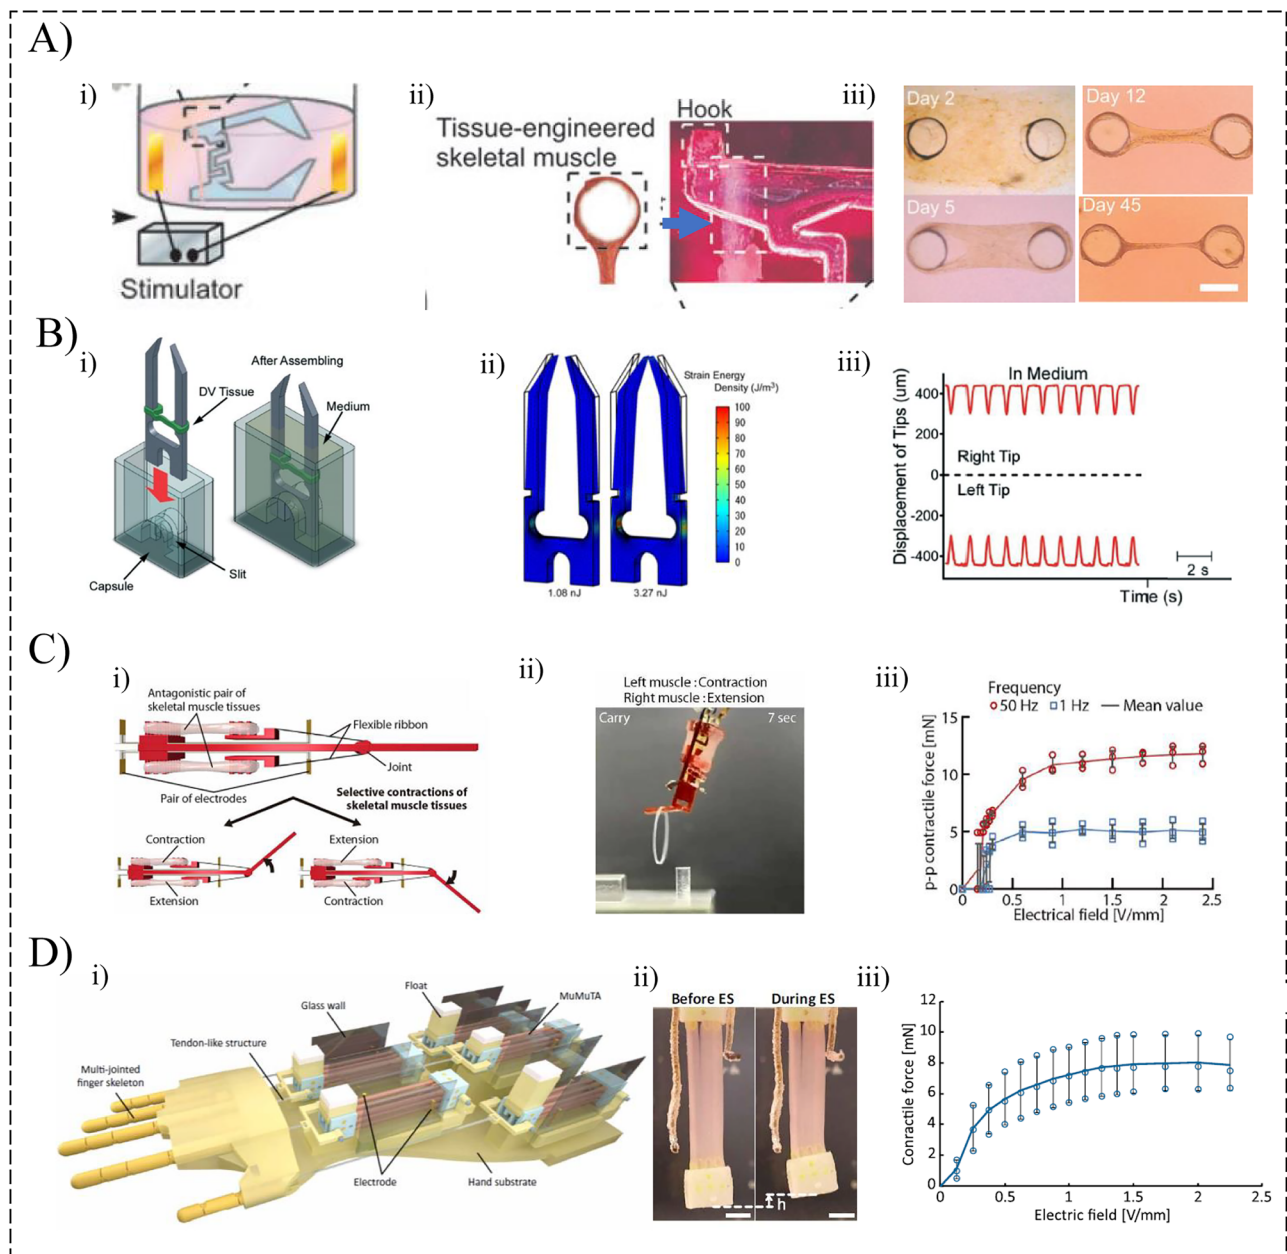 A)
i)
Stimulator
ii)
Tissue-engineered
skeletal muscle
Hook
iii)
Day 2
Day 12
Day 5
Day 45
B)
i)
DV Tissue
After Assembling
Medium
Capsule
Slit
ii)
Strain Energy
Density (J/m³)
100
90
80
70
60
50
40
30
20
10
0
1.08 nJ
3.27 nJ
iii)
In Medium
Displacement of Tips (um)
400
200
0
-200
-400
Right Tip
Left Tip
2 s
Time (s)
C)
i)
Antagonistic pair of
skeletal muscle tissues
Flexible ribbon
Joint
Pair of electrodes
Selective contractions of
skeletal muscle tissues
Contraction
Extension
Extension
Contraction
ii)
Left muscle : Contraction
Right muscle : Extension
Carry
7 sec
iii)
Frequency
50 Hz
1 Hz
Mean value
p-p contractile force [mN]
15
10
5
0
0
0.5
1.0
1.5
2.0
2.5
Electrical field [V/mm]
D)
i)
Float
MuMuTA
Glass wall
Tendon-like structure
Multi-jointed
finger skeleton
Electrode
Hand substrate
ii)
Before ES
During ES
h
iii)
Conractile force [mN]
12
10
8
6
4
2
0
0
0.5
1
1.5
2
2.5
Electric field [V/mm]